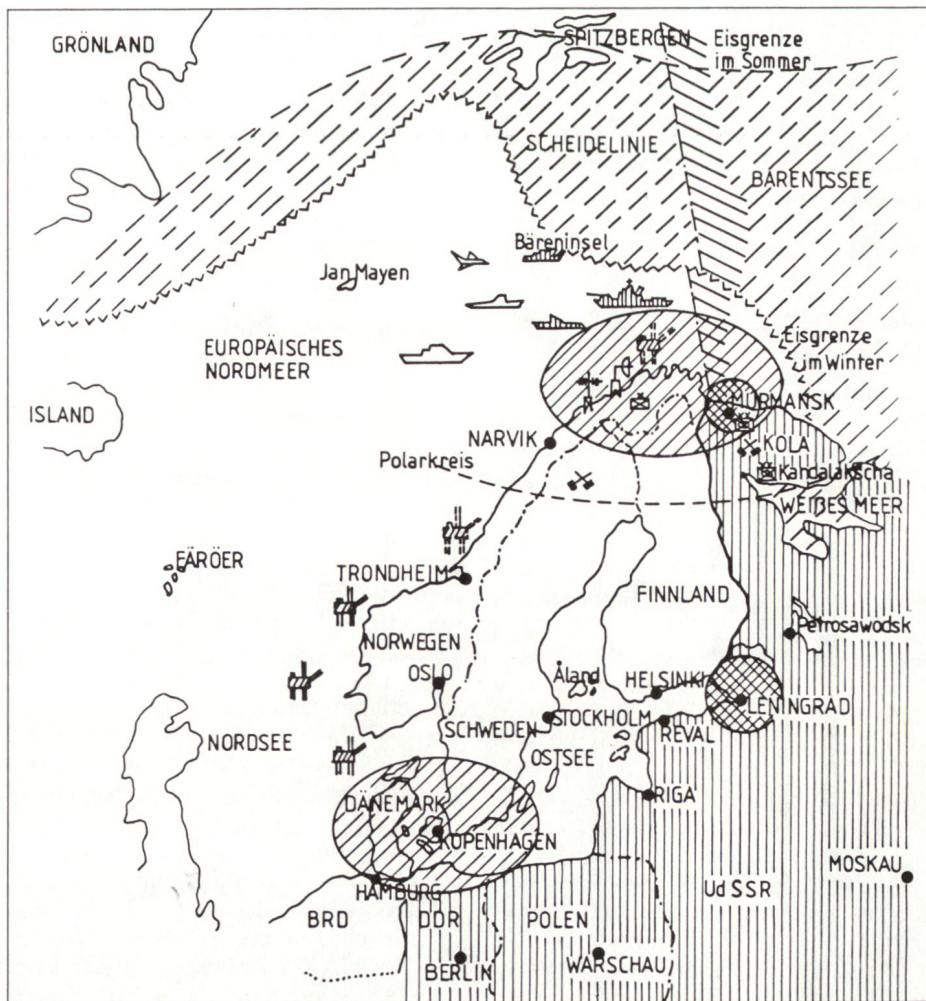 GRÖNLAND
SPITZBERGEN
Eisgrenze
im Sommer
SCHEIDELINIE
BARENTSSEE
Bäreninsel
Jan Mayen
EUROPÄISCHES
NORDMEER
Eisgrenze
im Winter
ISLAND
MURMANSK
NARVIK
KOLA
Polarkreis
Kandalakscha
WEIßES MEER
FÄRÖER
TRONDHEIM
FINNLAND
NORWEGEN
Petrosawodsk
OSLO
Åland
HELSINKI
LENINGRAD
NORDSEE
SCHWEDEN
STOCKHOLM
REVAL
OSTSEE
DÄNEMARK
RIGA
KOPENHAGEN
MOSKAU
HAMBURG
UdSSR
BRD
DDR
POLEN
BERLIN
WARSCHAU